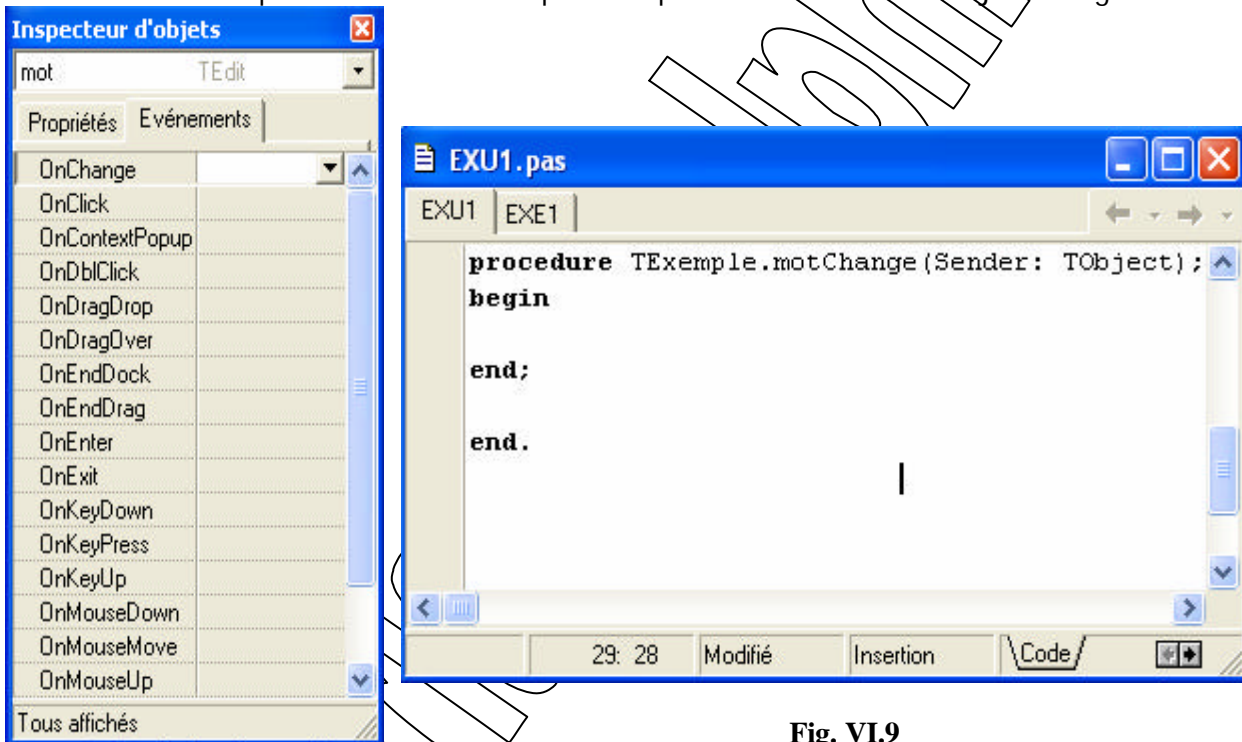 Inspecteur d'objets
mot TEdit
Propriétés Evénements
OnChange
OnClick
OnContextPopup
OnDblClick
OnDragDrop
OnDragOver
OnEndDock
OnEndDrag
OnEnter
OnExit
OnKeyDown
OnKeyPress
OnKeyUp
OnMouseDown
OnMouseMove
OnMouseUp
Tous affichés
EXU1.pas
EXU1 EXE1
procedure TExemple.motChange(Sender: TObject);
begin
end;
end.
29: 28 Modifié Insertion Code
Fig. VI.9